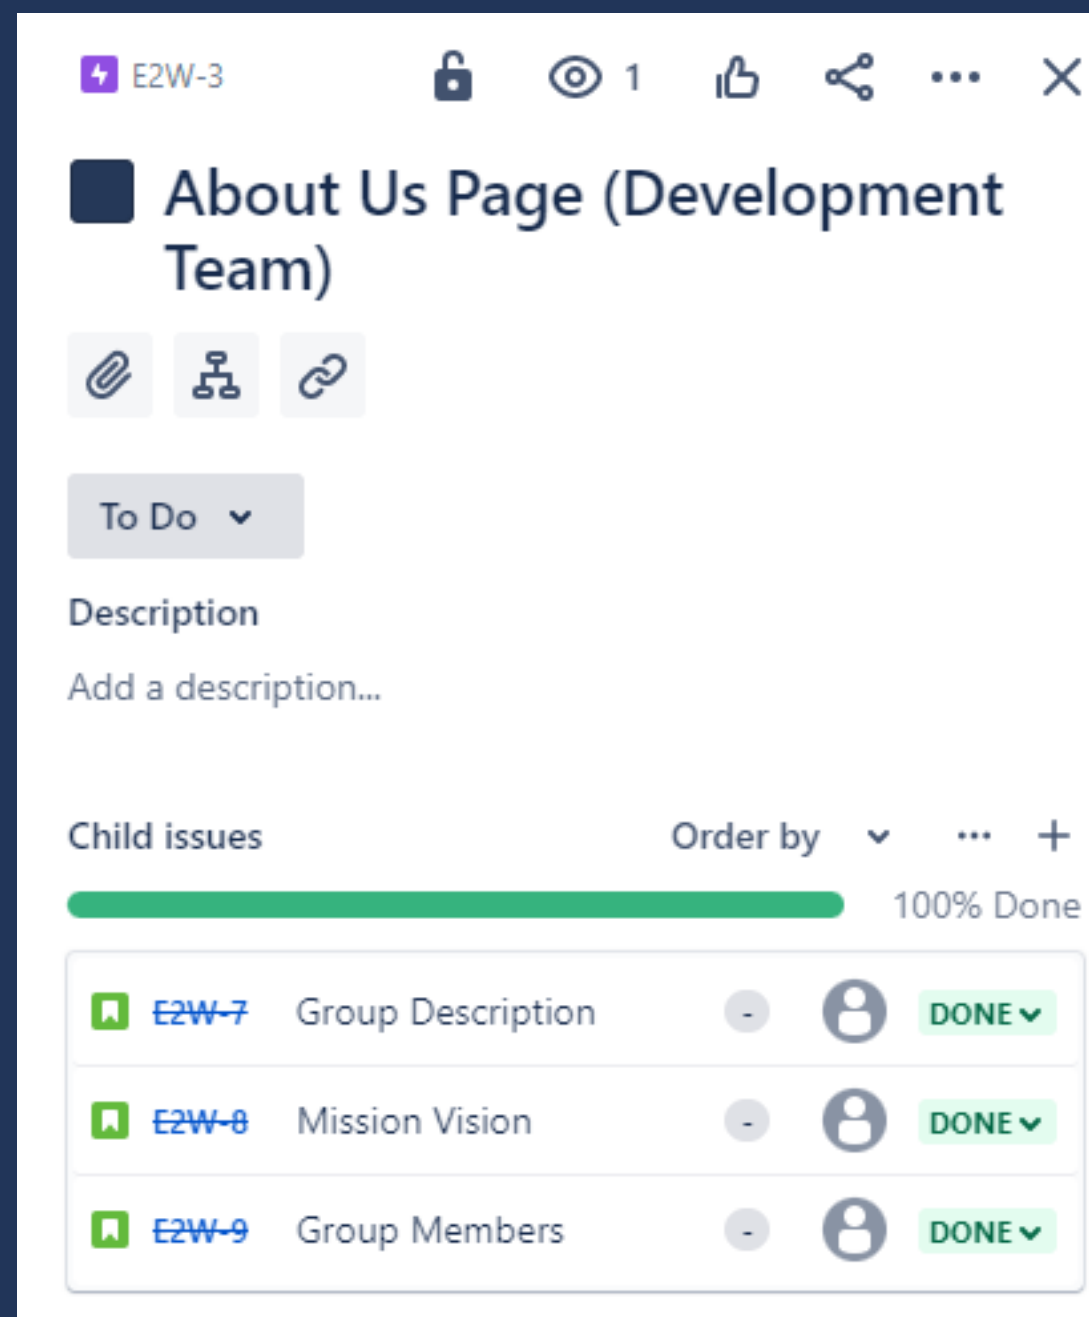 E2W-3 1
About Us Page (Development
Team)
To Do
Description
Add a description...
Child issues Order by
100% Done
E2W-7 Group Description - DONE
E2W-8 Mission Vision - DONE
E2W-9 Group Members - DONE